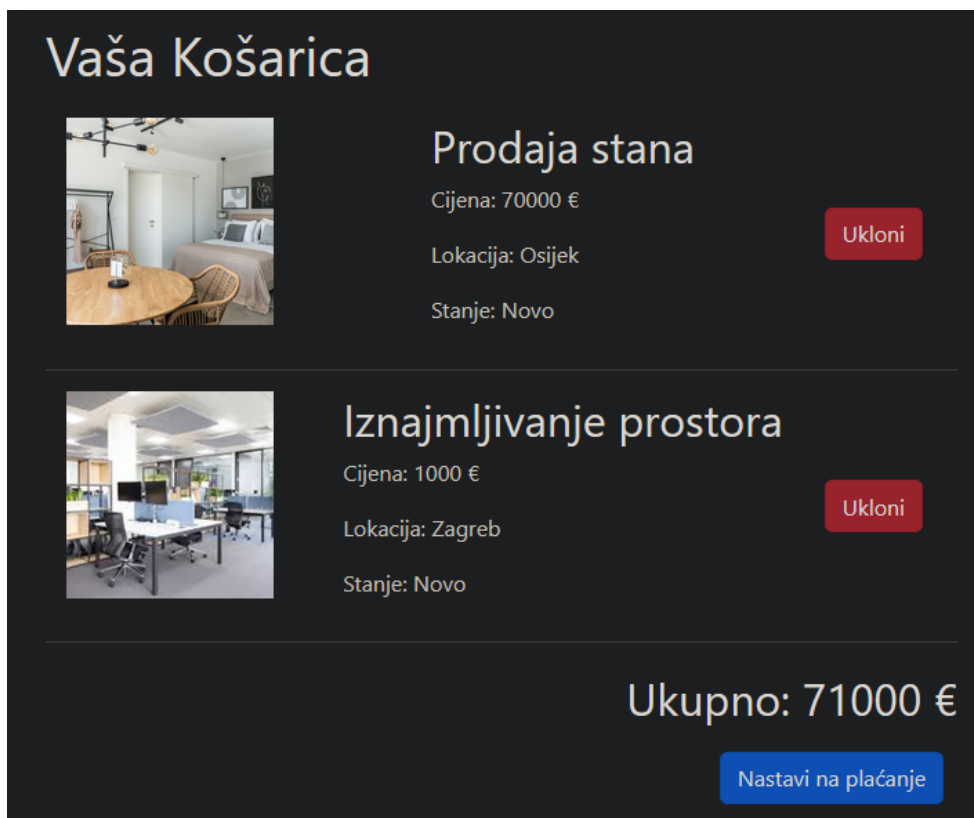 Vaša Košarica
Prodaja stana
Cijena: 70000 €
Ukloni
Lokacija: Osijek
Stanje: Novo
Iznajmljivanje prostora
Cijena: 1000 €
Ukloni
Lokacija: Zagreb
Stanje: Novo
Ukupno: 71000 €
Nastavi na plaćanje